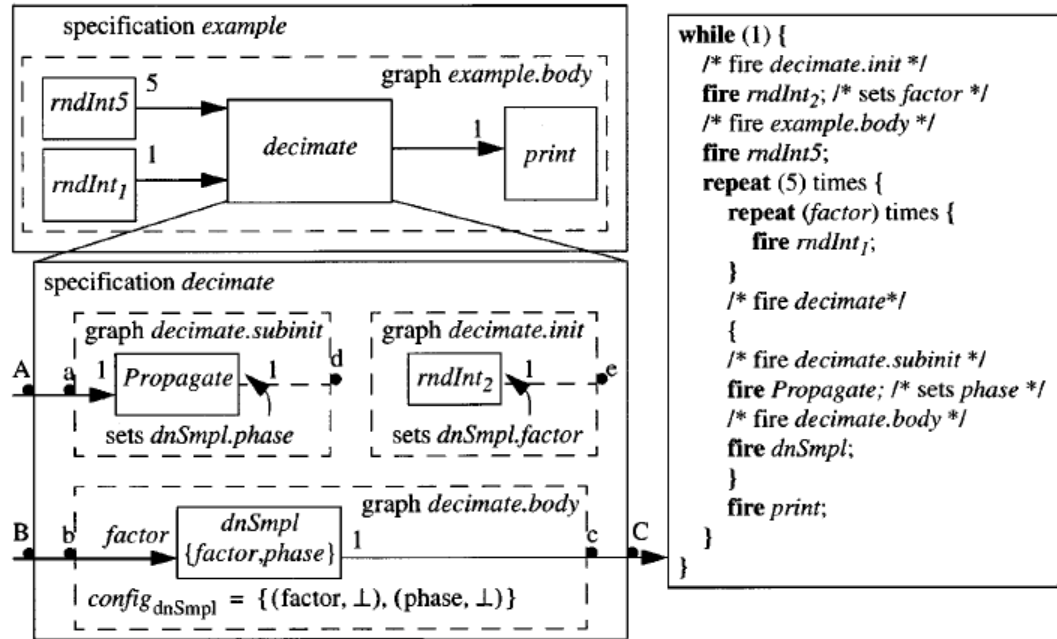 specification example
graph example.body
rndInt5
5
rndInt1
1
decimate
1
print
specification decimate
graph decimate.subinit
A
a
1
Propagate
1
d
sets dnSmpl.phase
graph decimate.init
rndInt2
1
e
sets dnSmpl.factor
graph decimate.body
B
b
factor
dnSmpl
{factor,phase}
1
c
C
config dnSmpl = {(factor, ⊥), (phase, ⊥)}
while (1) {
/* fire decimate.init */
fire rndInt2; /* sets factor */
/* fire example.body */
fire rndInt5;
repeat (5) times {
repeat (factor) times {
fire rndInt1;
}
/* fire decimate*/
{
/* fire decimate.subinit */
fire Propagate; /* sets phase */
/* fire decimate.body */
fire dnSmpl;
}
fire print;
}
}